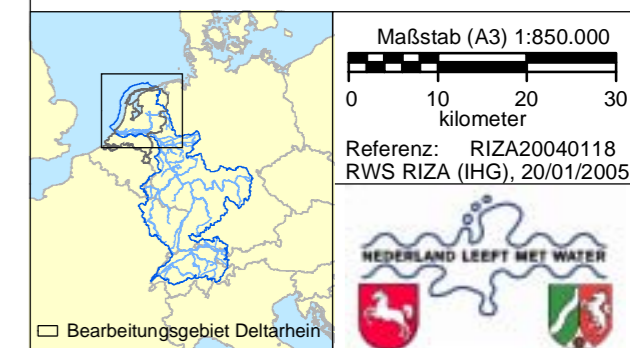 Maßstab (A3) 1:850.000
0 10 20 30
kilometer
Referenz: RIZA20040118
RWS RIZA (IHG), 20/01/2005
NEDERLAND LEEFT MET WATER
Bearbeitungsgebiet Deltarhein